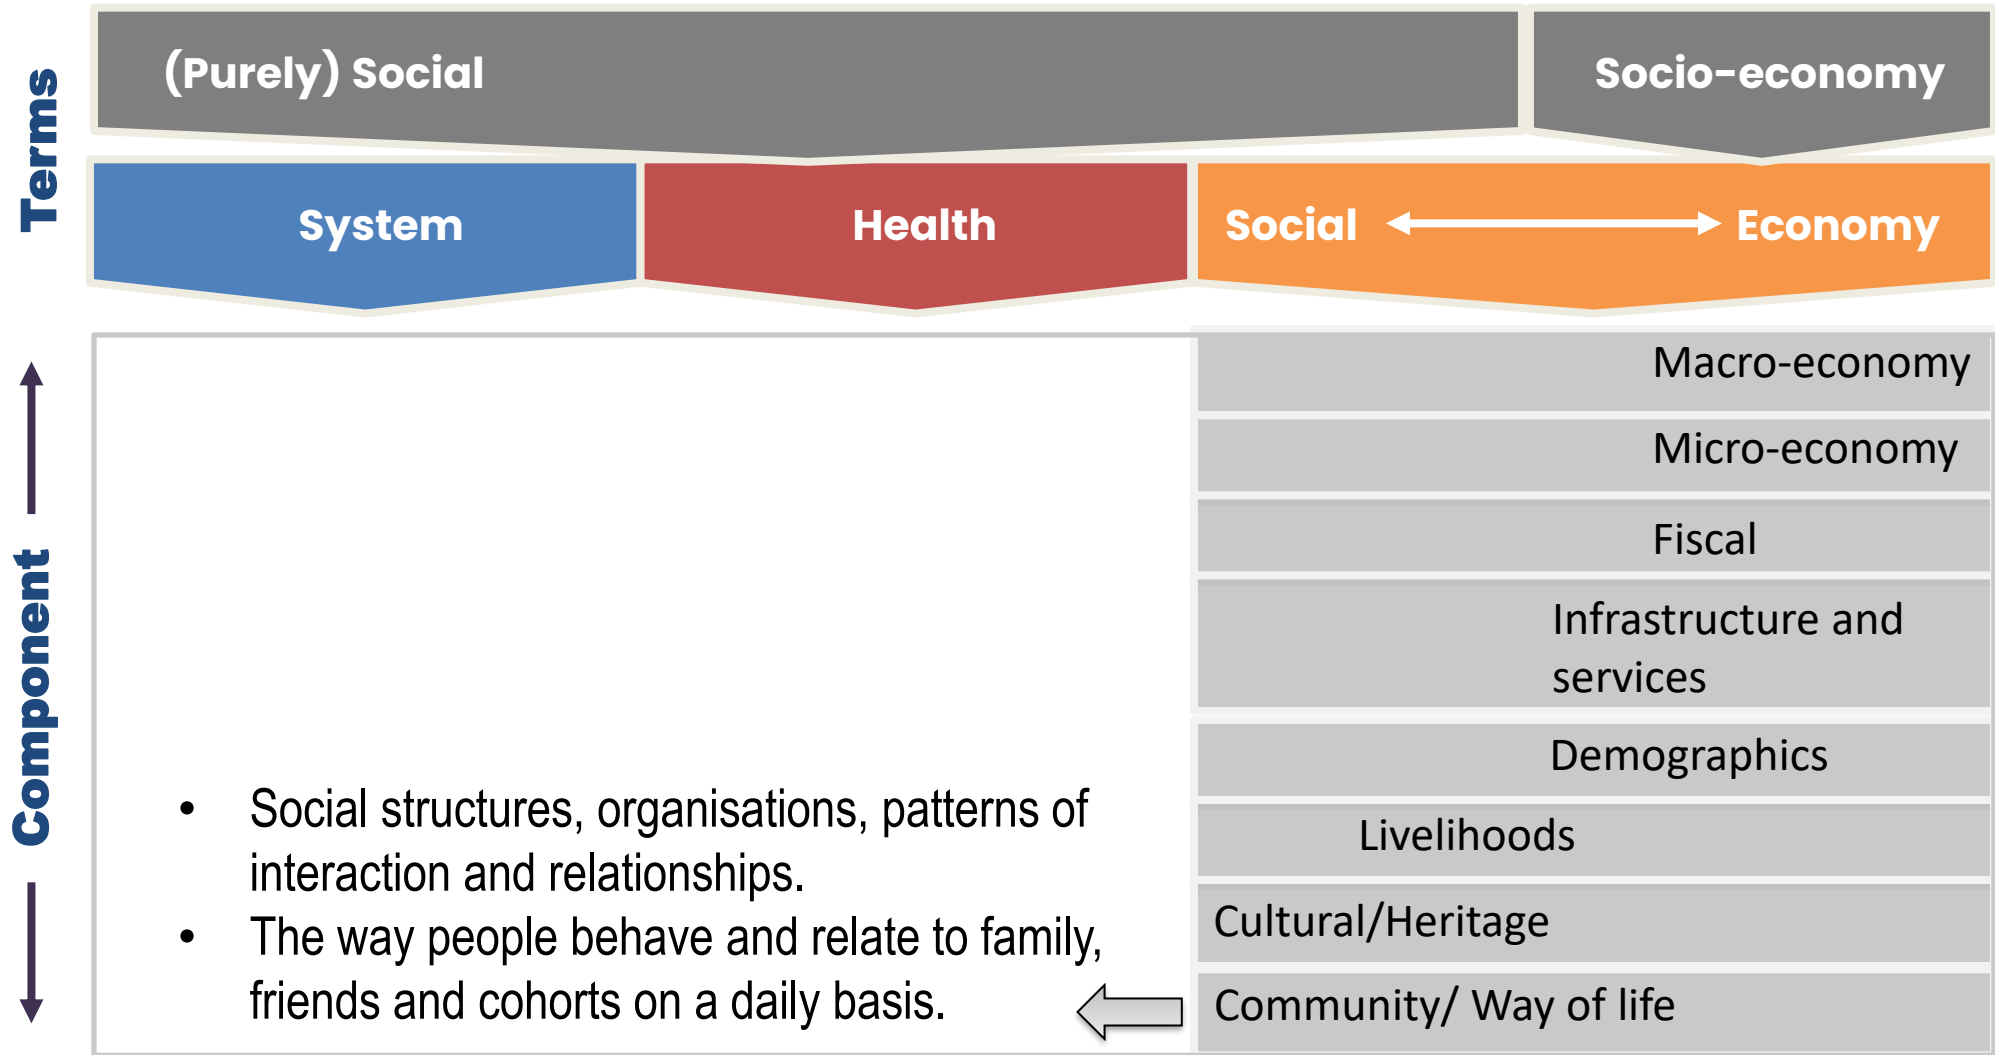 Terms
(Purely) Social
Socio-economy
System
Health
Social
Economy
Component
Macro-economy
Micro-economy
Fiscal
Infrastructure and
services
Demographics
Livelihoods
Cultural/Heritage
Community/ Way of life
• Social structures, organisations, patterns of
interaction and relationships.
• The way people behave and relate to family,
friends and cohorts on a daily basis.